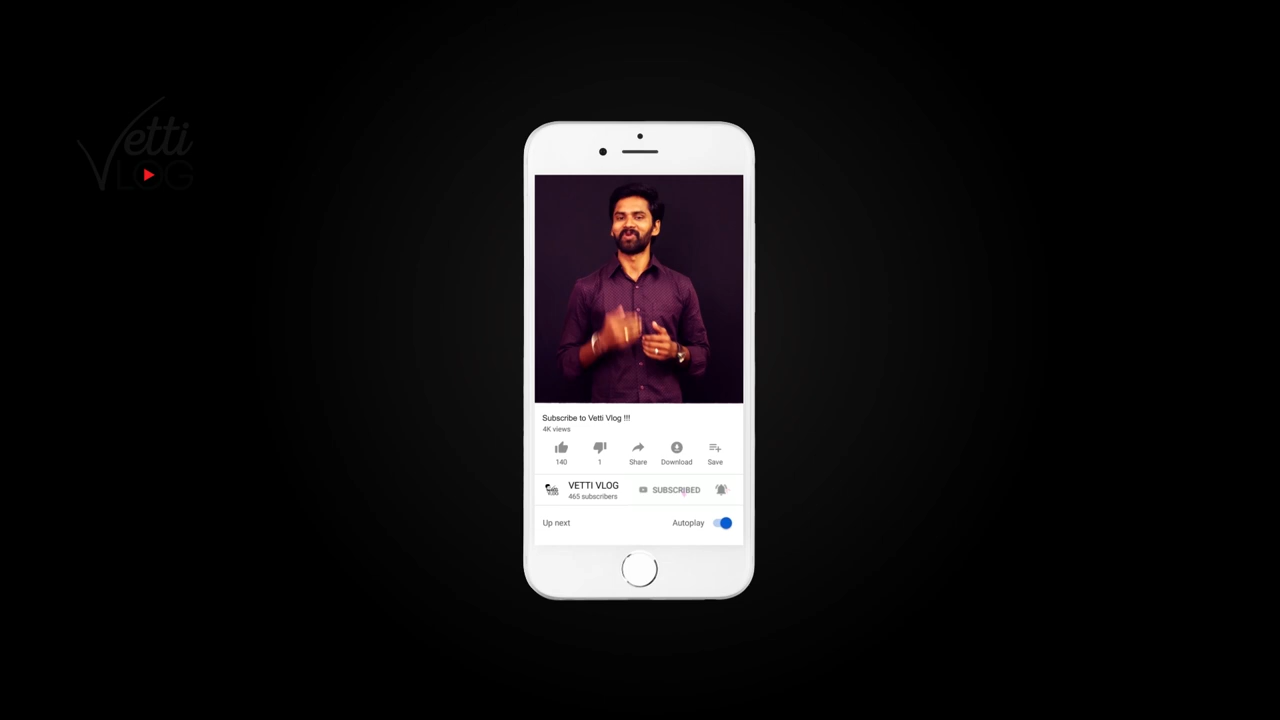 Vetti
VLOG
Subscribe to Vetti Vlog !!!
4K views
140
1
Share
Download
Save
VETTI VLOG
465 subscribers
SUBSCRIBED
Up next
Autoplay